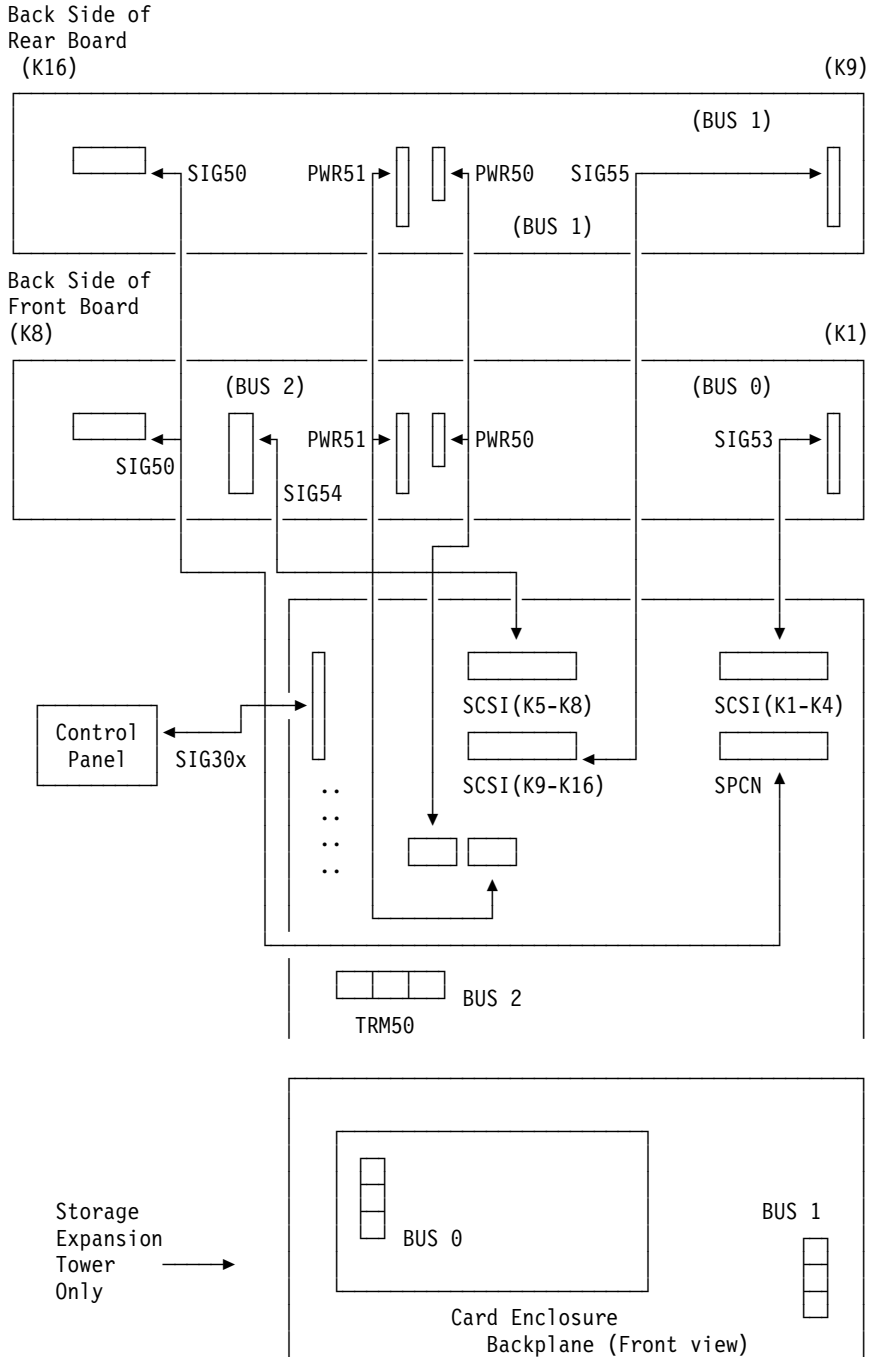 Back Side of
Rear Board
(K16) (K9)
(BUS 1)
SIG50 PWR51 PWR50 SIG55
(BUS 1)
Back Side of
Front Board
(K8) (K1)
(BUS 2) (BUS 0)
PWR51 PWR50 SIG53
SIG50
SIG54
SCSI(K5-K8) SCSI(K1-K4)
Control
Panel SIG30x
SCSI(K9-K16) SPCN
..
..
..
..
BUS 2
TRM50
Storage
Expansion
Tower
Only
BUS 0
BUS 1
Card Enclosure
Backplane (Front view)